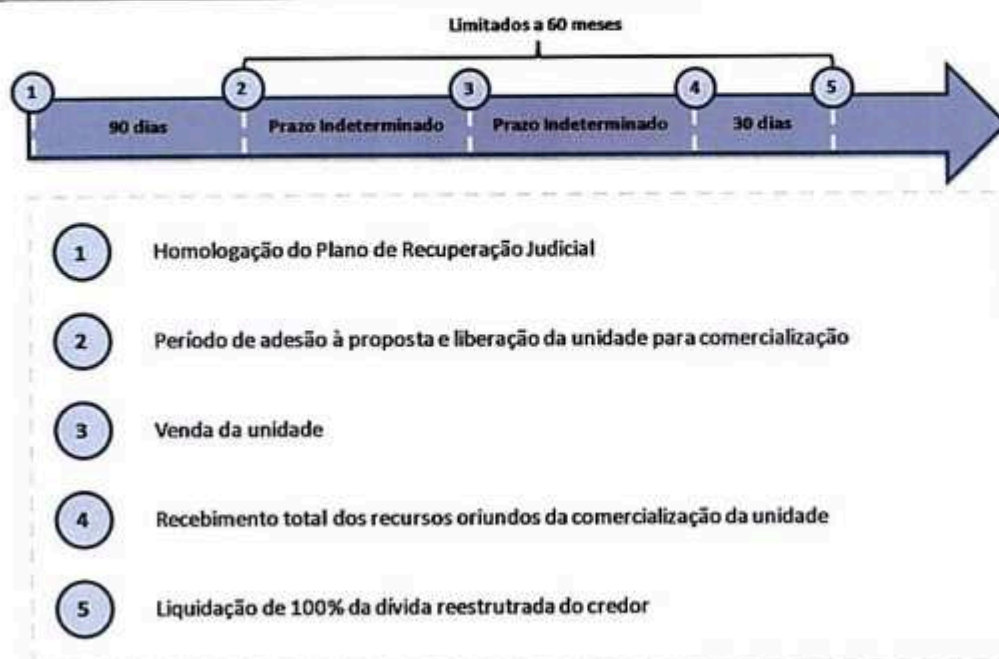 Limitados a 60 meses
1 2 3 4 5
90 dias Prazo Indeterminado Prazo Indeterminado 30 dias
1 Homologação do Plano de Recuperação Judicial
2 Período de adesão à proposta e liberação da unidade para comercialização
3 Venda da unidade
4 Recebimento total dos recursos oriundos da comercialização da unidade
5 Liquidação de 100% da dívida reestrutrada do credor